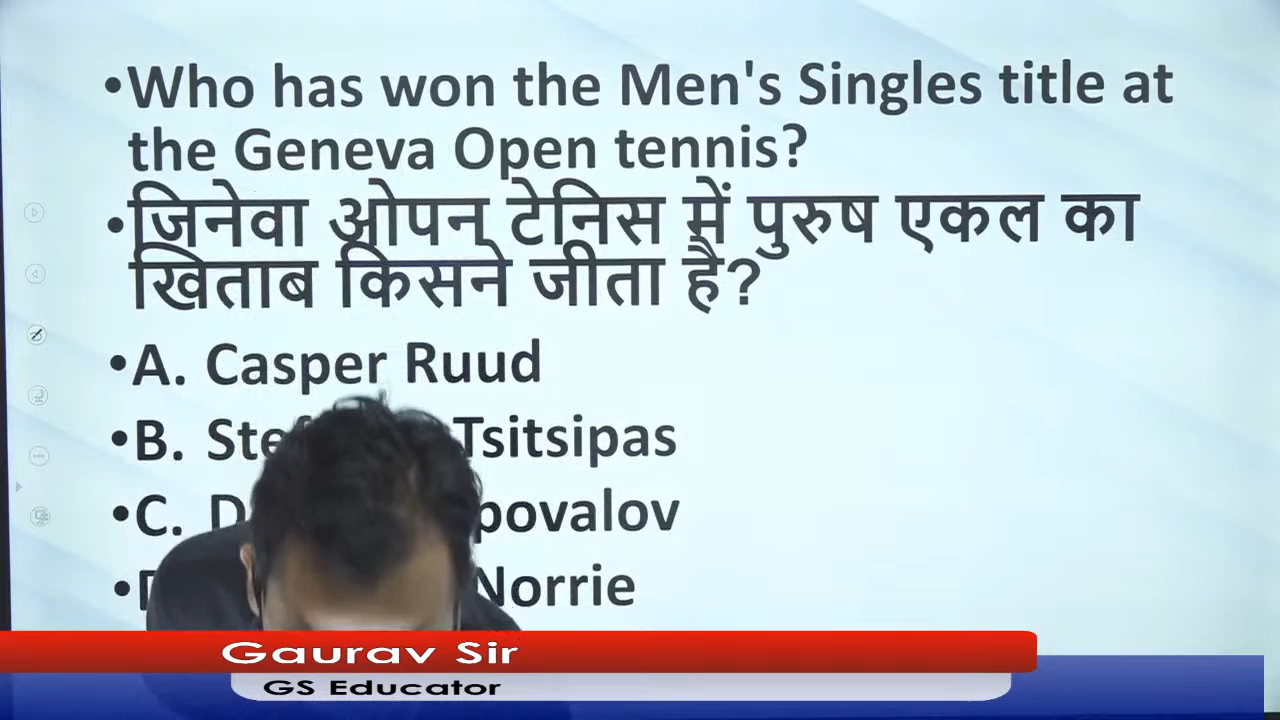 •Who has won the Men's Singles title at
the Geneva Open tennis?
•जिनेवा ओपन टेनिस में पुरुष एकल का
खिताब किसने जीता है?
•A. Casper Ruud
•B. Tsitsipas
•C.
• Norrie
Gaurav Sir
GS Educator